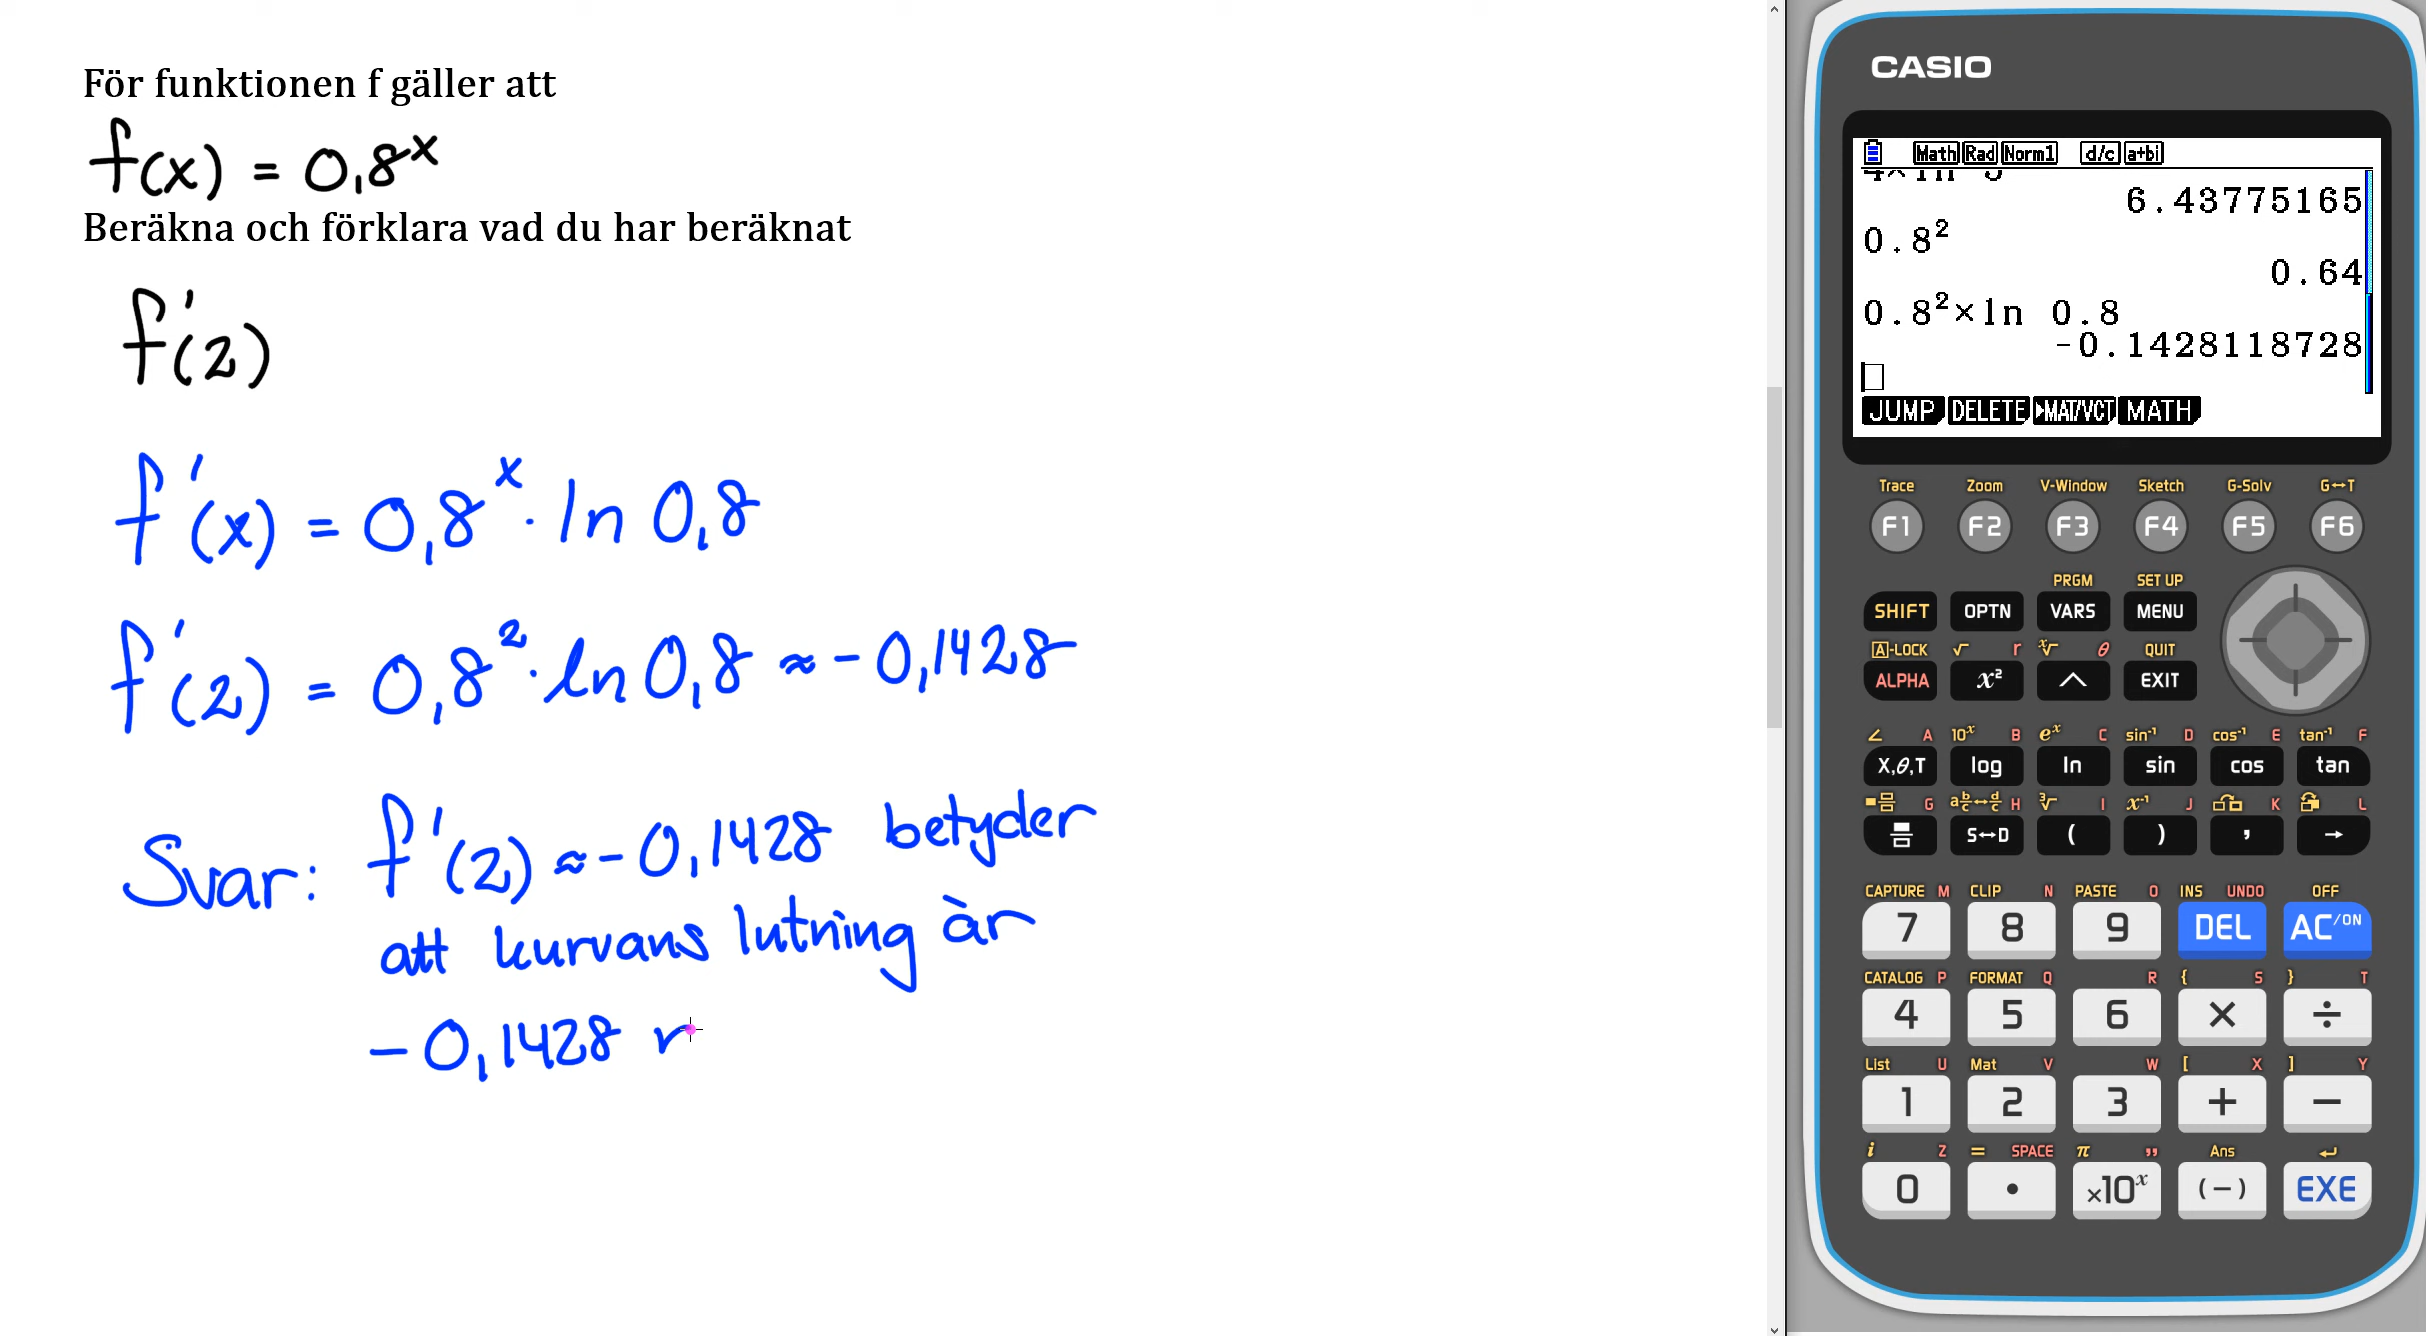 För funktionen f gäller att
f(x) = 0,8^x
Beräkna och förklara vad du har beräknat
f'(2)
f'(x) = 0,8^x · ln 0,8
f'(2) = 0,8^2 · ln 0,8 ≈ -0,1428
Svar: f'(2) ≈ -0,1428 betyder
att kurvans lutning är
-0,1428
CASIO
Math Rad Norm1 d/c a+bi
6.43775165
0.8²
0.64
0.8²×ln 0.8
-0.1428118728
JUMP DELETE ▶MAT/VCT MATH
Trace Zoom V-Window Sketch G-Solv G↔T
F1 F2 F3 F4 F5 F6
PRGM SET UP
SHIFT OPTN VARS MENU
A-LOCK √ r ˣ√ θ QUIT
ALPHA x² ^ EXIT
∠ A 10ˣ B eˣ C sin⁻¹ D cos⁻¹ E tan⁻¹ F
X,θ,T log ln sin cos tan
G a b/c↔d/c H ³√ I x⁻¹ J K L
S↔D ( ) , →
CAPTURE M CLIP N PASTE O INS UNDO OFF
7 8 9 DEL AC/ON
CATALOG P FORMAT Q R { S } T
4 5 6 × ÷
List U Mat V W [ X ] Y
1 2 3 + −
i Z = SPACE π " Ans ↵
0 • ×10ˣ (−) EXE